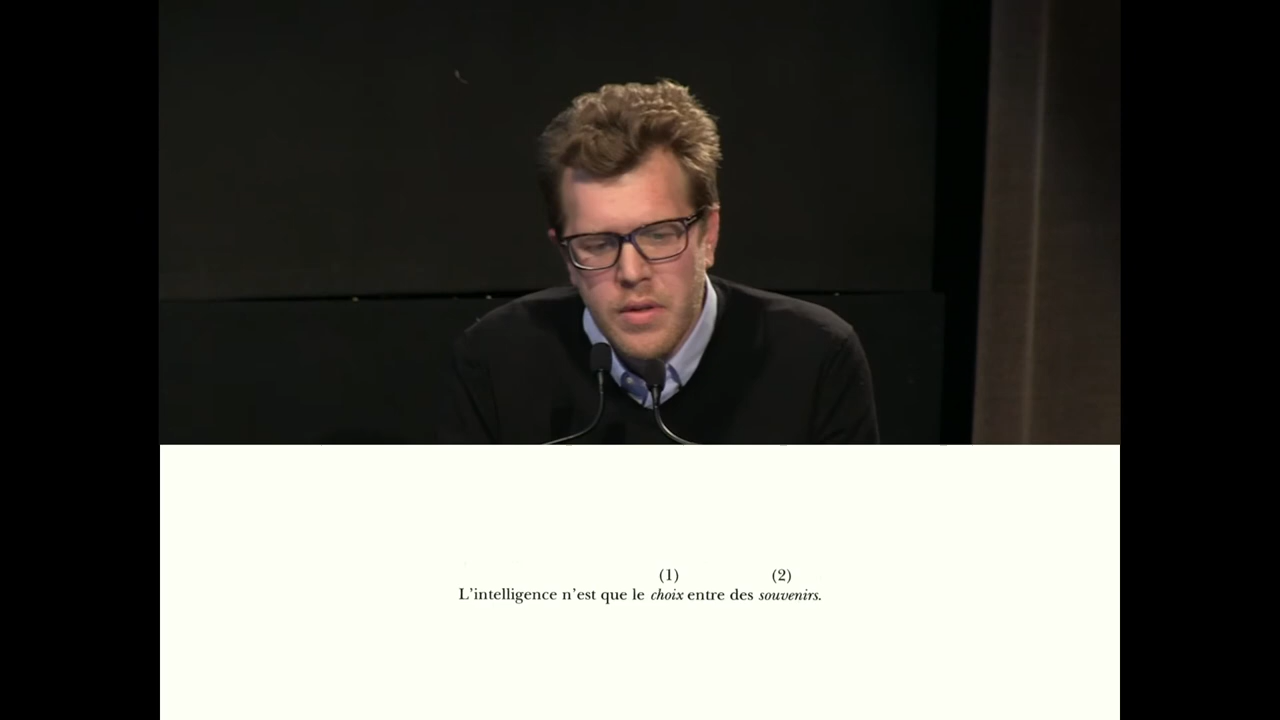 (1) (2)
L’intelligence n’est que le choix entre des souvenirs.